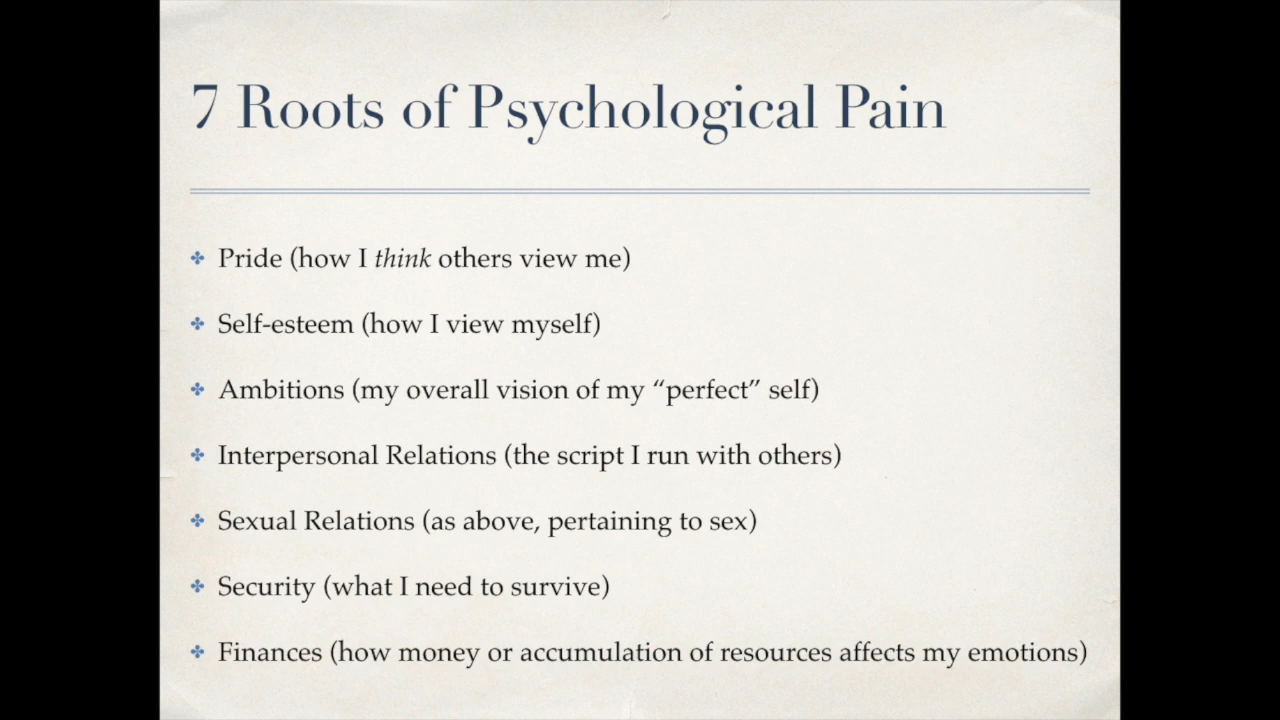 7 Roots of Psychological Pain
Pride (how I think others view me)
Self-esteem (how I view myself)
Ambitions (my overall vision of my “perfect” self)
Interpersonal Relations (the script I run with others)
Sexual Relations (as above, pertaining to sex)
Security (what I need to survive)
Finances (how money or accumulation of resources affects my emotions)